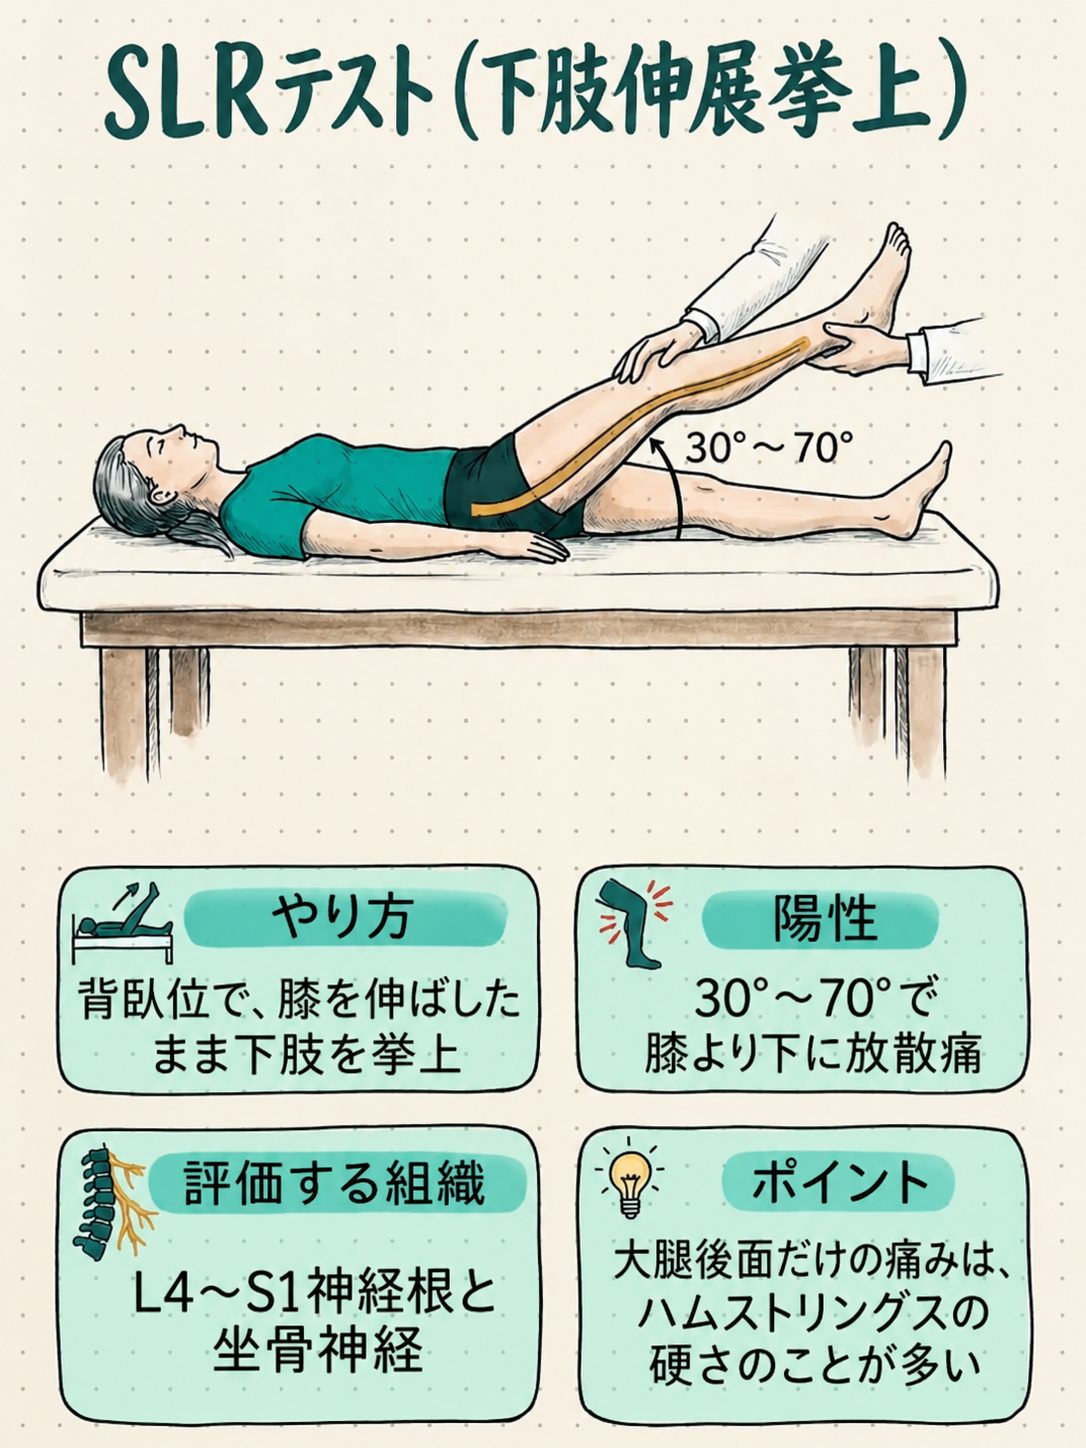 SLRテスト(下肢伸展挙上)
30°～70°
やり方
背臥位で、膝を伸ばした
まま下肢を挙上
陽性
30°～70°で
膝より下に放散痛
評価する組織
L4～S1神経根と
坐骨神経
ポイント
大腿後面だけの痛みは、
ハムストリングスの
硬さのことが多い